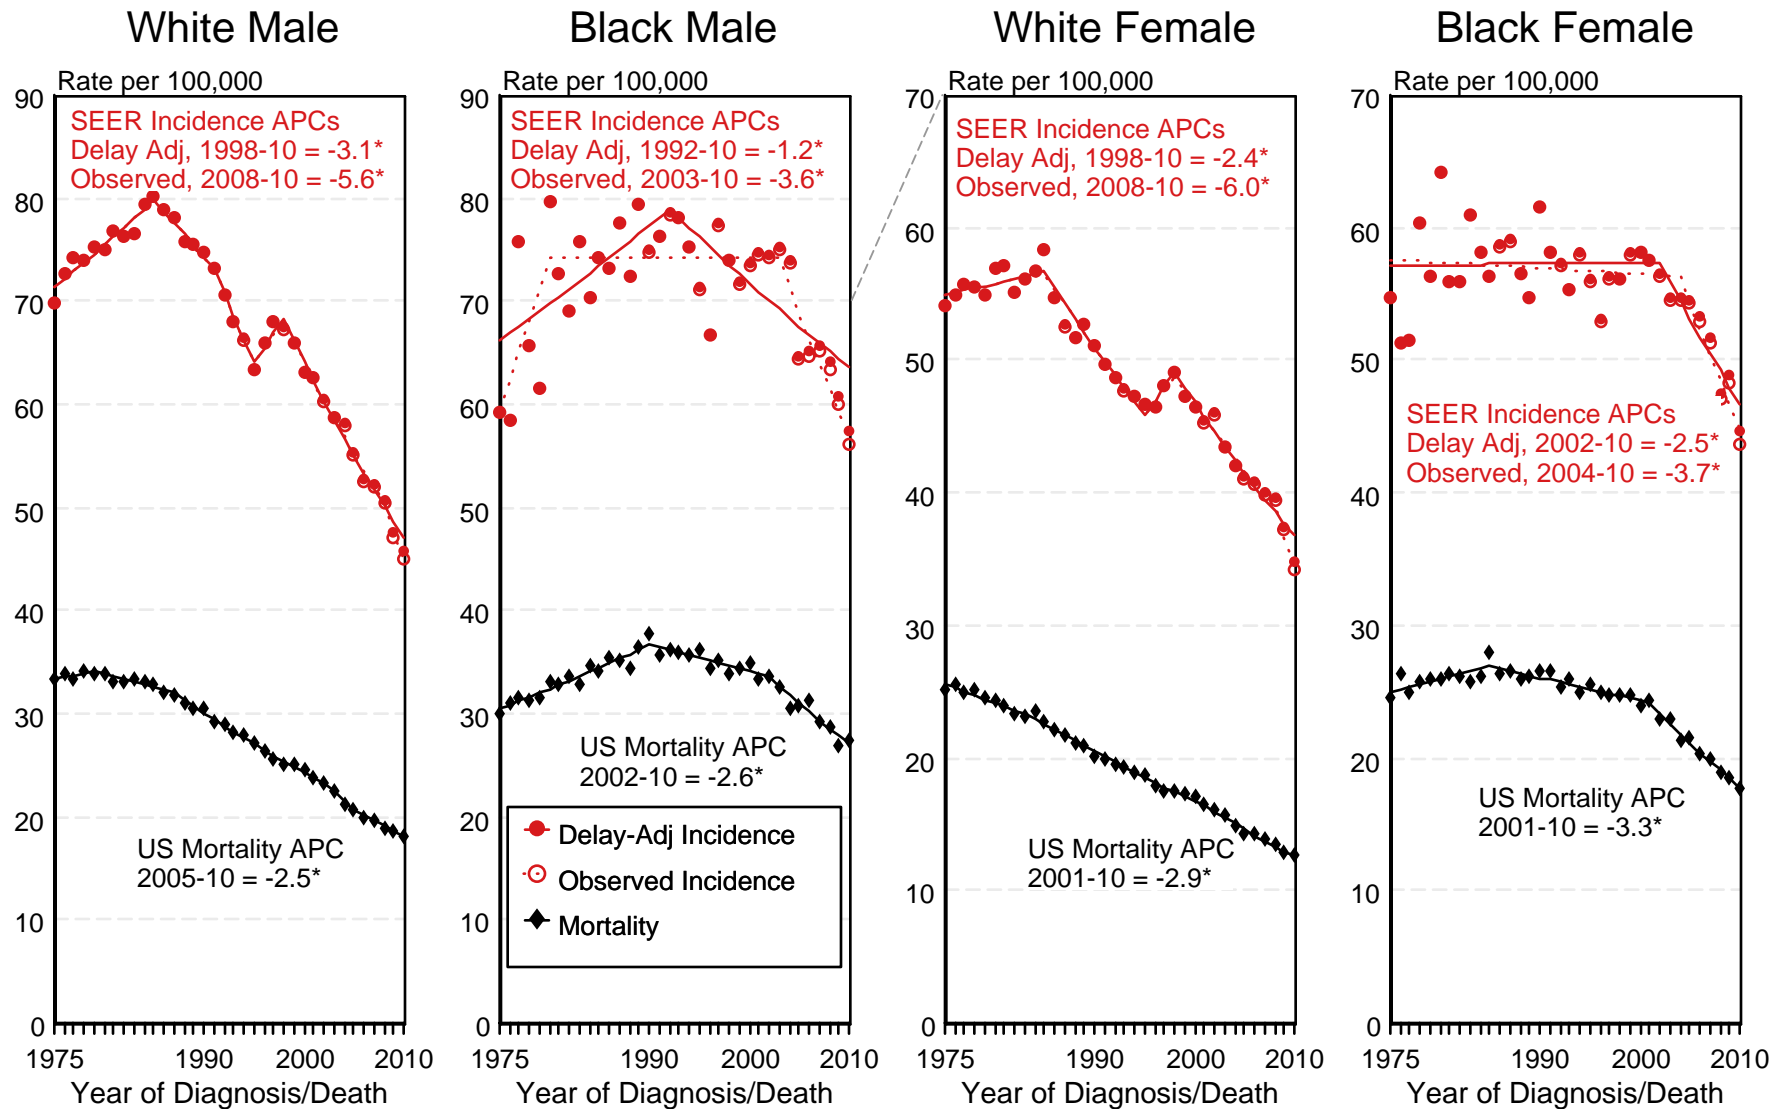 White Male
Rate per 100,000
90
80
70
60
50
40
30
20
10
0
SEER Incidence APCs
Delay Adj, 1998-10 = -3.1*
Observed, 2008-10 = -5.6*
US Mortality APC
2005-10 = -2.5*
1975
1990
2000
2010
Year of Diagnosis/Death
Black Male
Rate per 100,000
90
80
70
60
50
40
30
20
10
0
SEER Incidence APCs
Delay Adj, 1992-10 = -1.2*
Observed, 2003-10 = -3.6*
US Mortality APC
2002-10 = -2.6*
Delay-Adj Incidence
Observed Incidence
Mortality
1975
1990
2000
2010
Year of Diagnosis/Death
White Female
Rate per 100,000
70
60
50
40
30
20
10
0
SEER Incidence APCs
Delay Adj, 1998-10 = -2.4*
Observed, 2008-10 = -6.0*
US Mortality APC
2001-10 = -2.9*
1975
1990
2000
2010
Year of Diagnosis/Death
Black Female
Rate per 100,000
70
60
50
40
30
20
10
0
SEER Incidence APCs
Delay Adj, 2002-10 = -2.5*
Observed, 2004-10 = -3.7*
US Mortality APC
2001-10 = -3.3*
1975
1990
2000
2010
Year of Diagnosis/Death